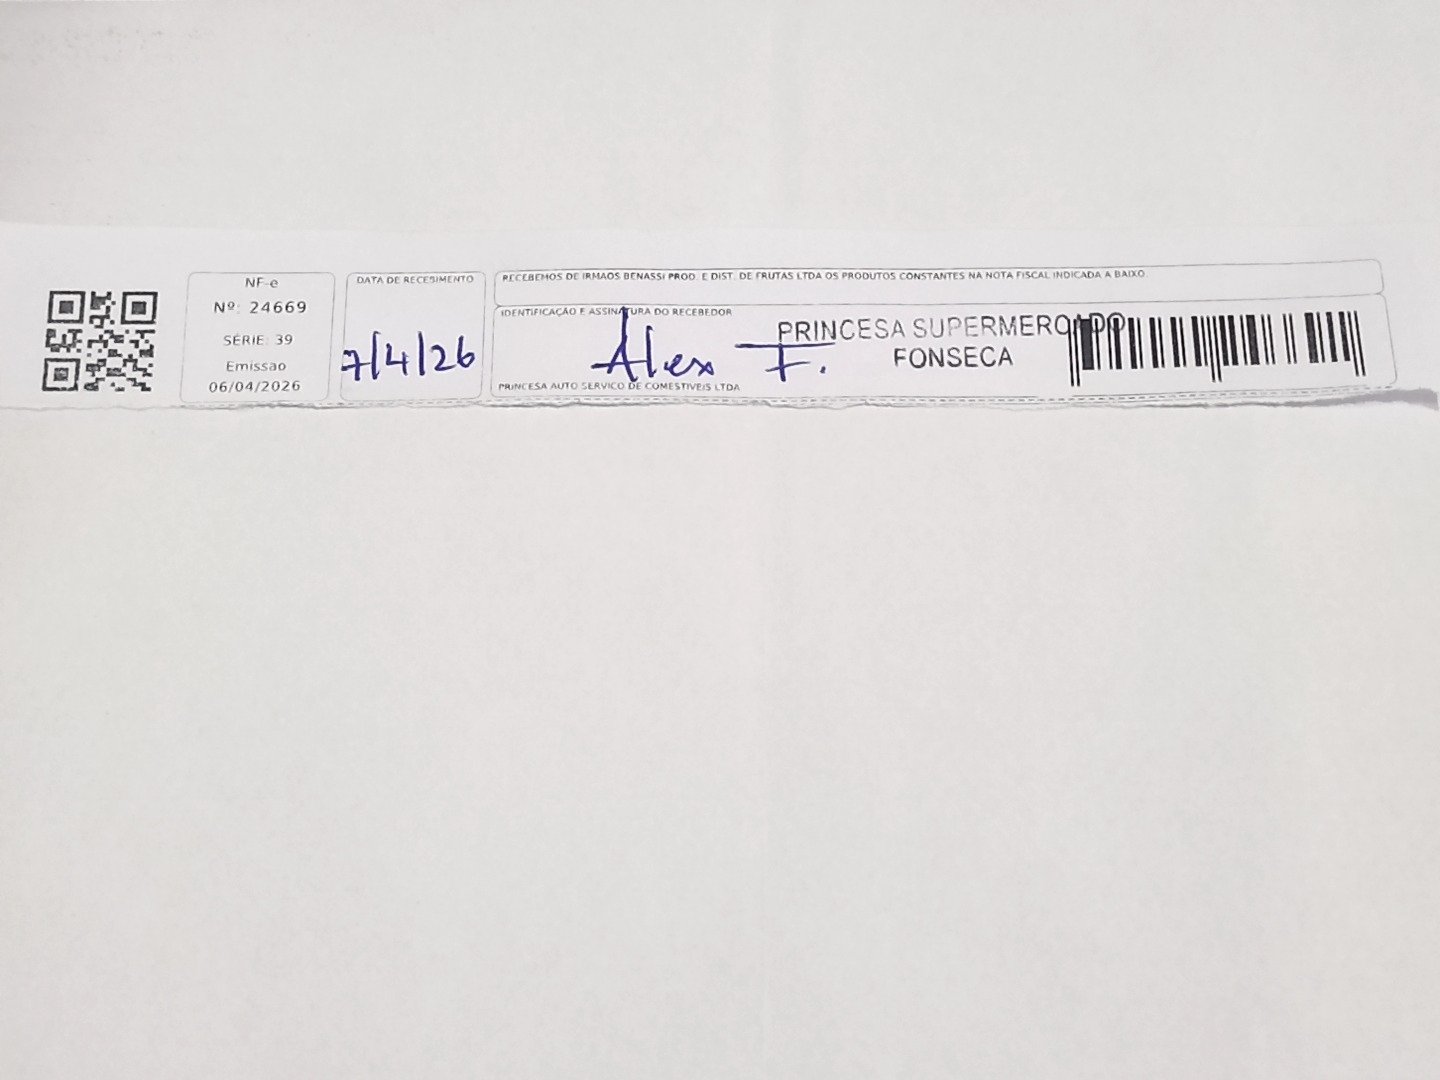 NF-e
Nº: 24669
SÉRIE: 39
Emissao
06/04/2026
DATA DE RECEBIMENTO
7/4/26
RECEBEMOS DE IRMAOS BENASSI PROD. E DIST. DE FRUTAS LTDA OS PRODUTOS CONSTANTES NA NOTA FISCAL INDICADA A BAIXO
IDENTIFICAÇÃO E ASSINATURA DO RECEBEDOR
Alex F.
PRINCESA SUPERMERCADO
FONSECA
PRINCESA AUTO SERVICO DE COMESTIVEIS LTDA